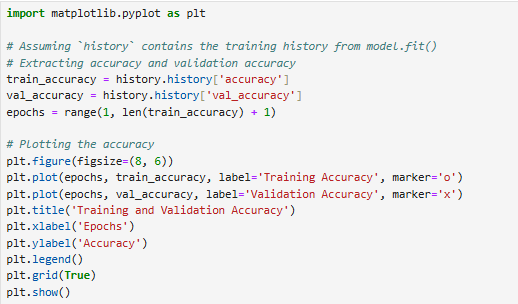 import matplotlib.pyplot as plt
# Assuming `history` contains the training history from model.fit()
# Extracting accuracy and validation accuracy
train_accuracy = history.history['accuracy']
val_accuracy = history.history['val_accuracy']
epochs = range(1, len(train_accuracy) + 1)
# Plotting the accuracy
plt.figure(figsize=(8, 6))
plt.plot(epochs, train_accuracy, label='Training Accuracy', marker='o')
plt.plot(epochs, val_accuracy, label='Validation Accuracy', marker='x')
plt.title('Training and Validation Accuracy')
plt.xlabel('Epochs')
plt.ylabel('Accuracy')
plt.legend()
plt.grid(True)
plt.show()